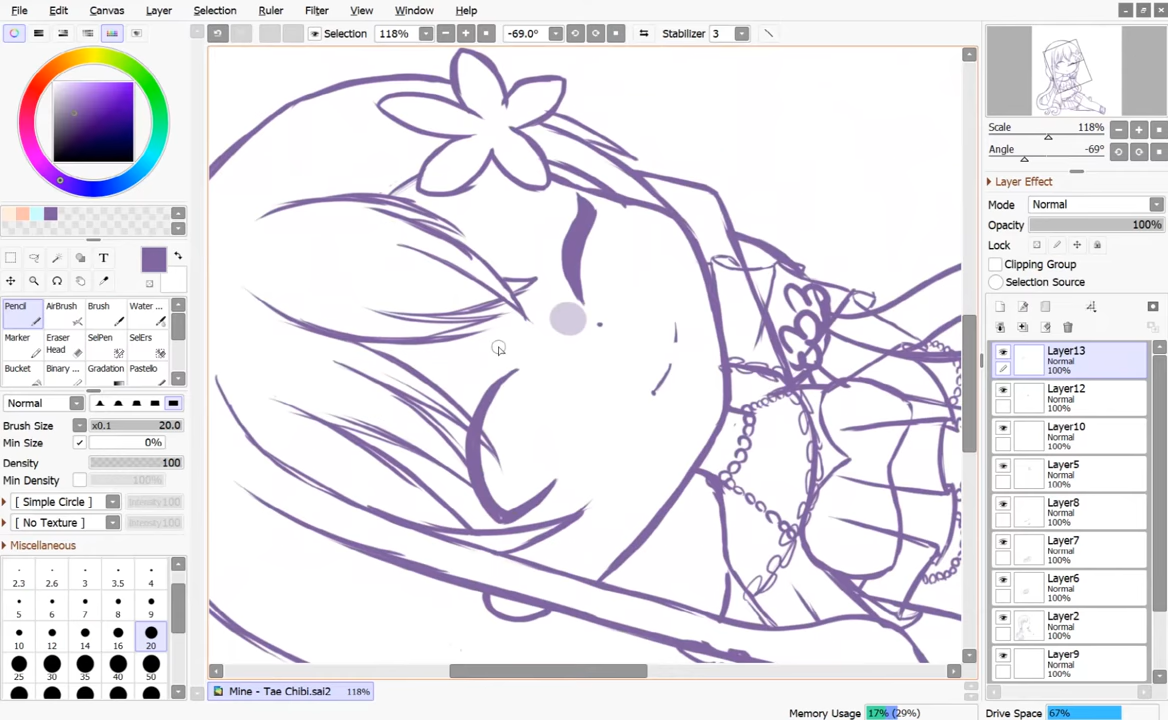 File Edit Canvas Layer Selection Ruler Filter View Window Help
Selection 118% -69.0° Stabilizer 3
T
Pencil AirBrush Brush Water ...
Marker Eraser Head SelPen SelErs
Bucket Binary ... Gradation Pastello
Normal
Brush Size x0.1 20.0
Min Size 0%
Density 100
Min Density 100%
[ Simple Circle ] Intensity 100
[ No Texture ] Intensity 100
Miscellaneous
2.3 2.6 3 3.5 4
5 6 7 8 9
10 12 14 16 20
25 30 35 40 50
Mine - Tae Chibi.sai2 118%
Memory Usage 17% (29%) Drive Space 67%
Scale 118%
Angle -69°
Layer Effect
Mode Normal
Opacity 100%
Lock
Clipping Group
Selection Source
Layer13
Normal
100%
Layer12
Normal
100%
Layer10
Normal
100%
Layer5
Normal
100%
Layer8
Normal
100%
Layer7
Normal
100%
Layer6
Normal
100%
Layer2
Normal
100%
Layer9
Normal
100%